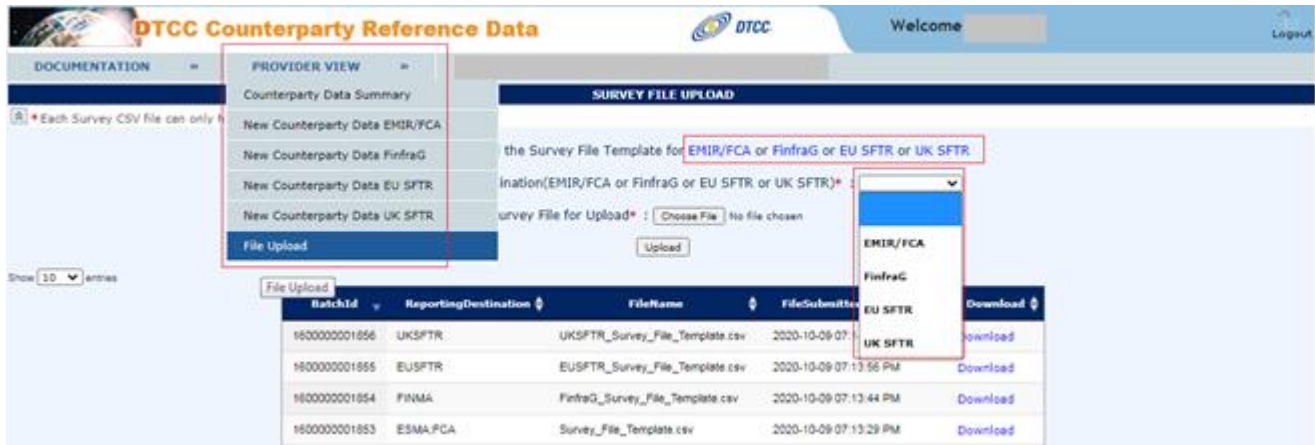 DTCC Counterparty Reference Data
DTCC
Welcome
Logout
DOCUMENTATION
PROVIDER VIEW
Counterparty Data Summary
New Counterparty Data EMIR/FCA
New Counterparty Data FinfraG
New Counterparty Data EU SFTR
New Counterparty Data UK SFTR
File Upload
SURVEY FILE UPLOAD
* Each Survey CSV file can only
the Survey File Template for EMIR/FCA or FinfraG or EU SFTR or UK SFTR
ination(EMIR/FCA or FinfraG or EU SFTR or UK SFTR)* :
urvey File for Upload* : Choose File No file chosen
Upload
EMIR/FCA
FinfraG
EU SFTR
UK SFTR
Show 10 entries
File Upload
BatchId ReportingDestination FileName FileSubmitte Download
1600000001856 UKSFTR UKSFTR_Survey_File_Template.csv 2020-10-09 07:1 ownload
1600000001855 EUSFTR EUSFTR_Survey_File_Template.csv 2020-10-09 07:13:56 PM Download
1600000001854 FINMA FinfraG_Survey_File_Template.csv 2020-10-09 07:13:44 PM Download
1600000001853 ESMA,FCA Survey_File_Template.csv 2020-10-09 07:13:29 PM Download